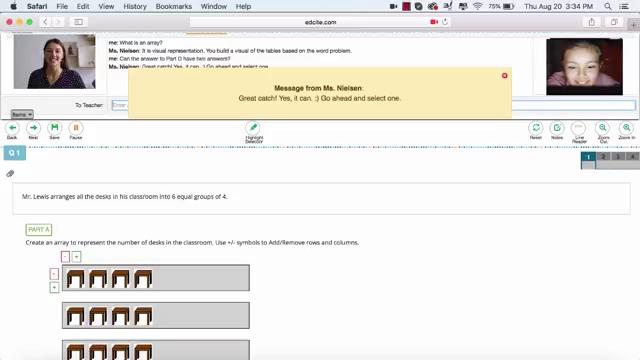 Safari File Edit View History Bookmarks Window Help 75% Thu Aug 20 3:34 PM
edcite.com
me: What is an array?
Ms. Nielsen: It is visual representation. You build a visual of the tables based on the word problem.
me: Can the answer to Part D have two answers?
Ms. Nielsen: Great catch! Yes, it can. :) Go ahead and select one.
Message from Ms. Nielsen:
Great catch! Yes, it can. :) Go ahead and select one.
To Teacher:
Items
Back Next Save Pause Highlight Selector Reset Notes Line Reader Zoom Out Zoom In
Q 1
1 2 3 4
Mr. Lewis arranges all the desks in his classroom into 6 equal groups of 4.
PART A
Create an array to represent the number of desks in the classroom. Use +/- symbols to Add/Remove rows and columns.
- +
-
+